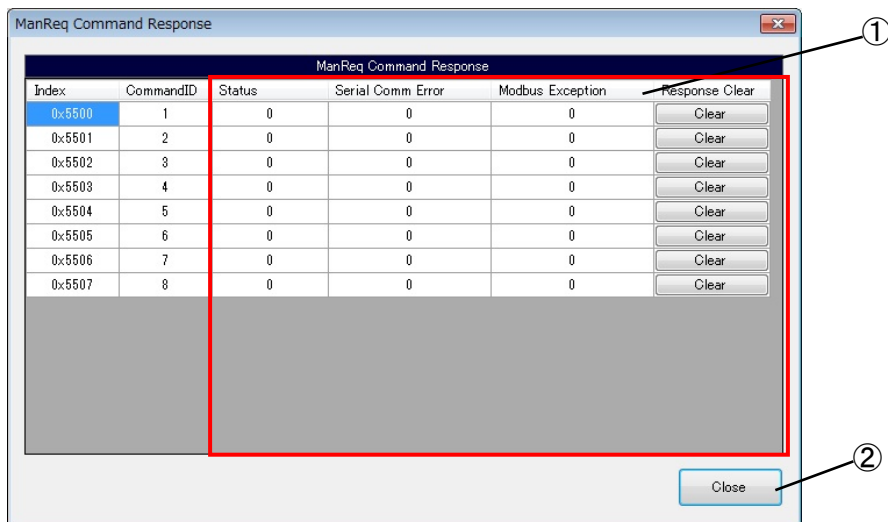 ManReq Command Response
①
ManReq Command Response
Index CommandID Status Serial Comm Error Modbus Exception Response Clear
0x5500 1 0 0 0 Clear
0x5501 2 0 0 0 Clear
0x5502 3 0 0 0 Clear
0x5503 4 0 0 0 Clear
0x5504 5 0 0 0 Clear
0x5505 6 0 0 0 Clear
0x5506 7 0 0 0 Clear
0x5507 8 0 0 0 Clear
②
Close